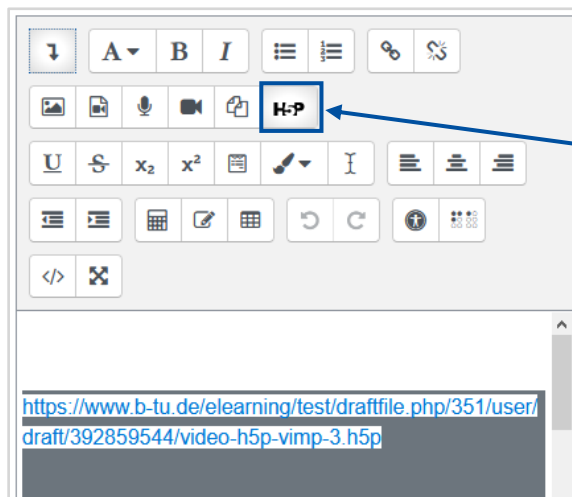 A B I
H5P
U S x₂ x²
</>
https://www.b-tu.de/elearning/test/draftfile.php/351/user/
draft/392859544/video-h5p-vimp-3.h5p